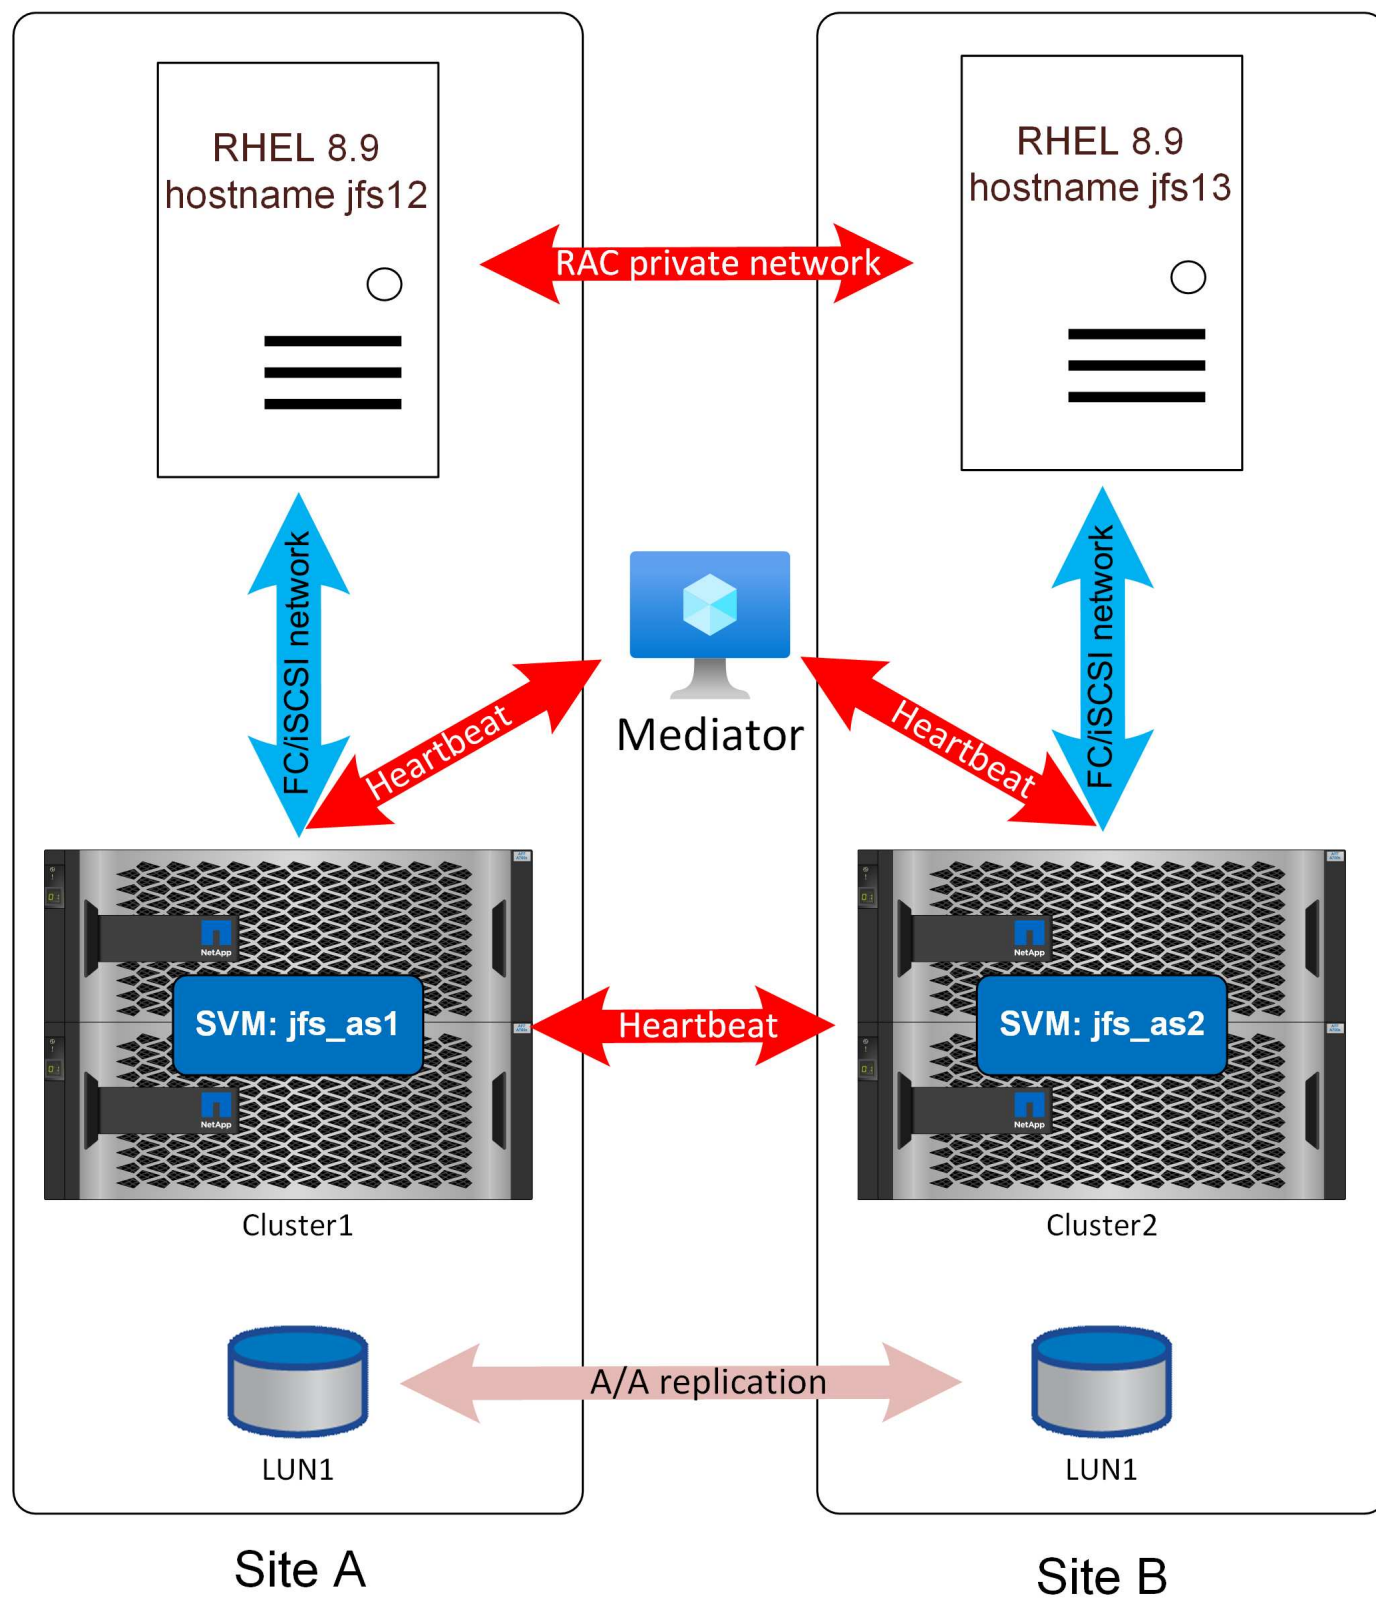 RHEL 8.9
hostname jfs12
RHEL 8.9
hostname jfs13
RAC private network
FC/iSCSI network
FC/iSCSI network
Mediator
Heartbeat
Heartbeat
NetApp
SVM: jfs_as1
NetApp
Heartbeat
NetApp
SVM: jfs_as2
NetApp
Cluster1
Cluster2
A/A replication
LUN1
LUN1
Site A
Site B